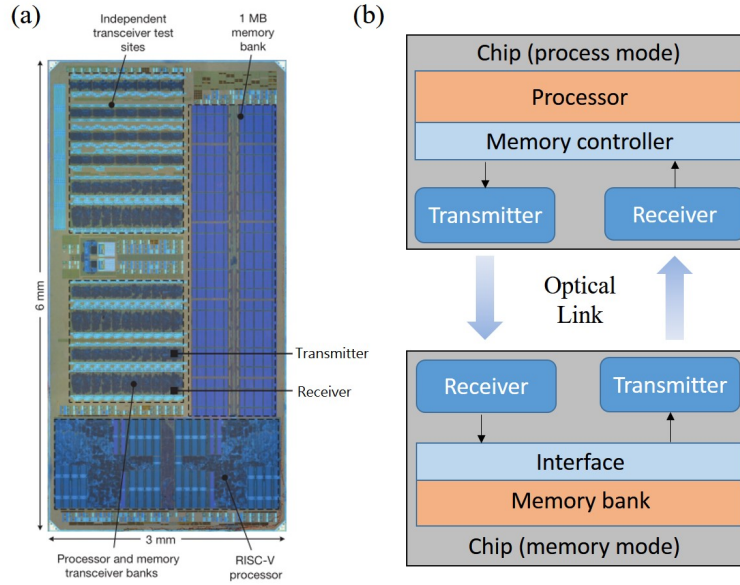 (a)
Independent
transceiver test
sites
1 MB
memory
bank
6 mm
Transmitter
Receiver
3 mm
Processor and memory
transceiver banks
RISC-V
processor
(b)
Chip (process mode)
Processor
Memory controller
Transmitter
Receiver
Optical
Link
Receiver
Transmitter
Interface
Memory bank
Chip (memory mode)